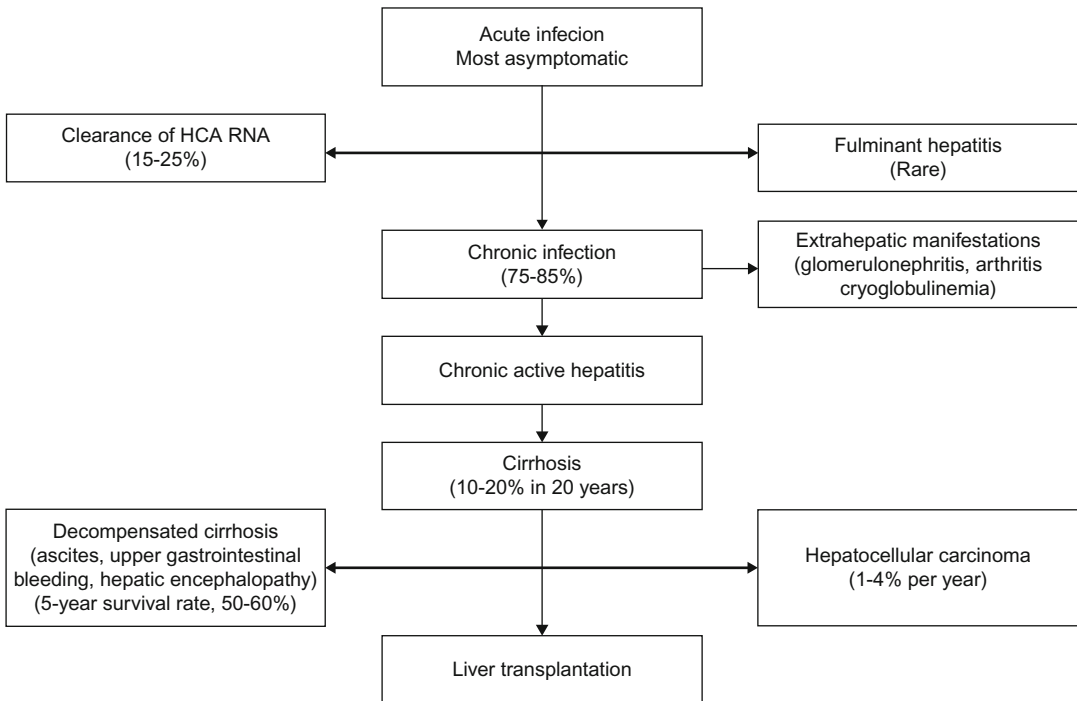 Acute infecion
Most asymptomatic
Clearance of HCA RNA
(15-25%)
Fulminant hepatitis
(Rare)
Chronic infection
(75-85%)
Extrahepatic manifestations
(glomerulonephritis, arthritis
cryoglobulinemia)
Chronic active hepatitis
Cirrhosis
(10-20% in 20 years)
Decompensated cirrhosis
(ascites, upper gastrointestinal
bleeding, hepatic encephalopathy)
(5-year survival rate, 50-60%)
Hepatocellular carcinoma
(1-4% per year)
Liver transplantation